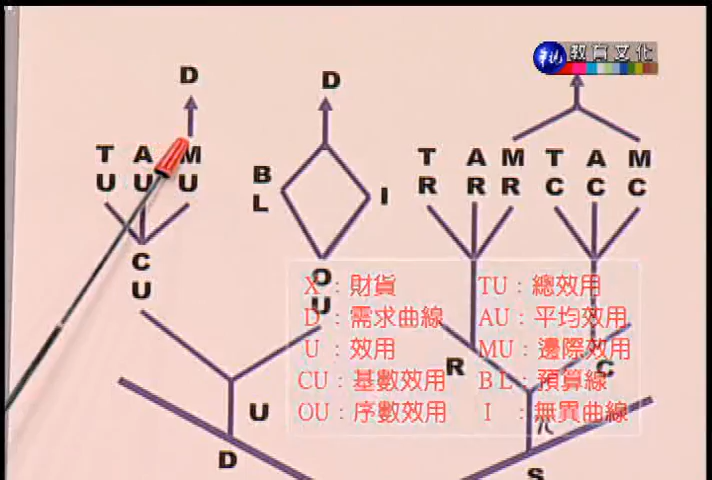 華視 教育文化
D
D
T A M
U U U
B
L
I
T A M T A M
R R R C C C
C
U
O
U
X：財貨 TU：總效用
D：需求曲線 AU：平均效用
U：效用 MU：邊際效用
CU：基數效用 BL：預算線
OU：序數效用 I：無異曲線
R
C
U
π
D
S